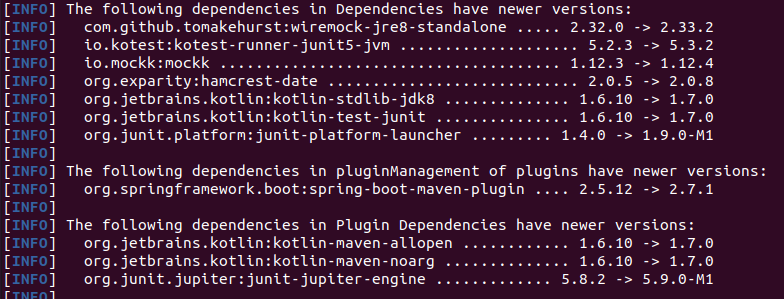 [INFO] The following dependencies in Dependencies have newer versions:
[INFO]   com.github.tomakehurst:wiremock-jre8-standalone ..... 2.32.0 -> 2.33.2
[INFO]   io.kotest:kotest-runner-junit5-jvm ..................... 5.2.3 -> 5.3.2
[INFO]   io.mockk:mockk ....................................... 1.12.3 -> 1.12.4
[INFO]   org.exparity:hamcrest-date ............................. 2.0.5 -> 2.0.8
[INFO]   org.jetbrains.kotlin:kotlin-stdlib-jdk8 ............... 1.6.10 -> 1.7.0
[INFO]   org.jetbrains.kotlin:kotlin-test-junit ................ 1.6.10 -> 1.7.0
[INFO]   org.junit.platform:junit-platform-launcher ......... 1.4.0 -> 1.9.0-M1
[INFO]
[INFO] The following dependencies in pluginManagement of plugins have newer versions:
[INFO]   org.springframework.boot:spring-boot-maven-plugin .... 2.5.12 -> 2.7.1
[INFO]
[INFO] The following dependencies in Plugin Dependencies have newer versions:
[INFO]   org.jetbrains.kotlin:kotlin-maven-allopen ............. 1.6.10 -> 1.7.0
[INFO]   org.jetbrains.kotlin:kotlin-maven-noarg ............... 1.6.10 -> 1.7.0
[INFO]   org.junit.jupiter:junit-jupiter-engine ............. 5.8.2 -> 5.9.0-M1
[INFO]